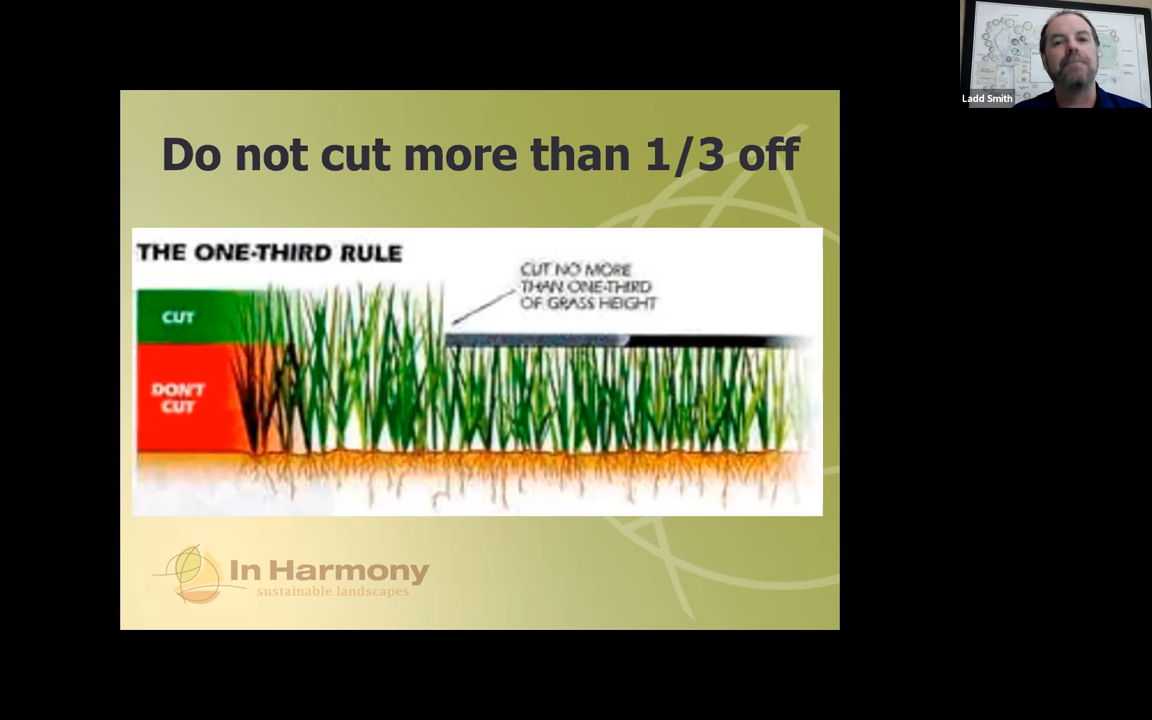 Do not cut more than 1/3 off
THE ONE-THIRD RULE
CUT NO MORE
THAN ONE-THIRD
OF GRASS HEIGHT
CUT
DON'T
CUT
In Harmony
sustainable landscapes
Ladd Smith